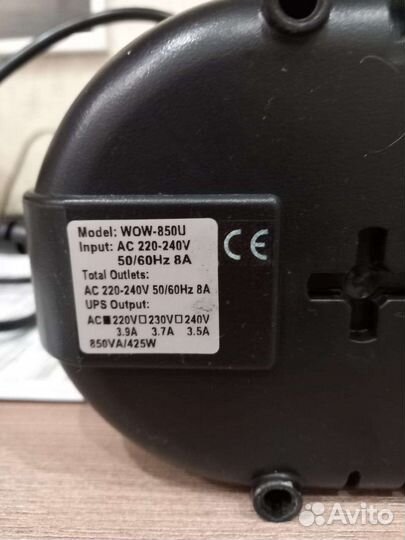 Model: WOW-850U
Input: AC 220-240V
50/60Hz 8A
Total Outlets:
AC 220-240V 50/60Hz 8A
UPS Output:
AC■220V□230V□240V
3.9A 3.7A 3.5A
850VA/425W
CE
Avito